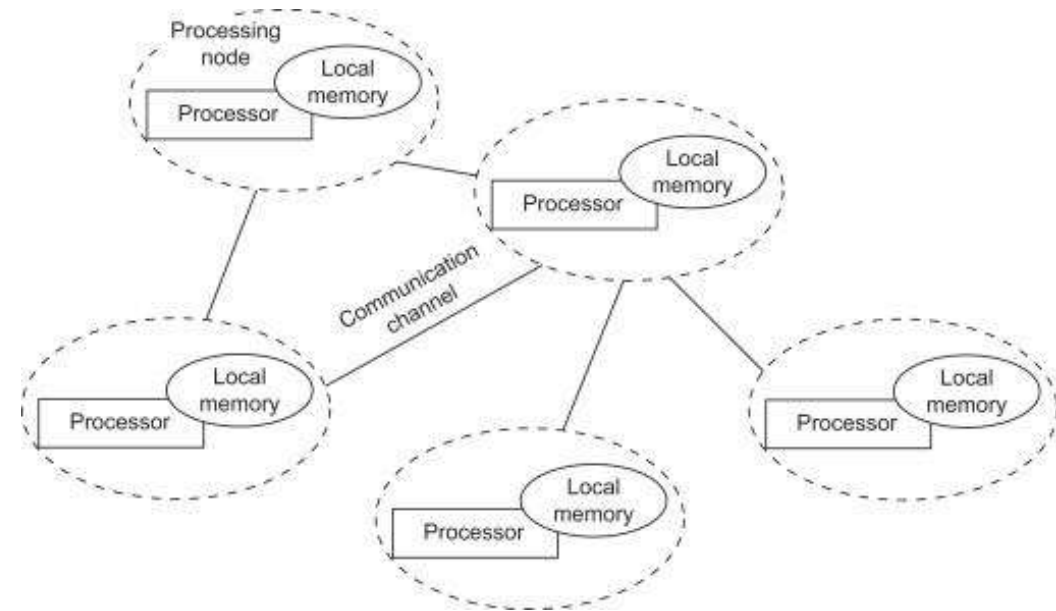 Processing
node
Local
memory
Processor
Local
memory
Processor
Communication
channel
Local
memory
Processor
Local
memory
Processor
Local
memory
Processor